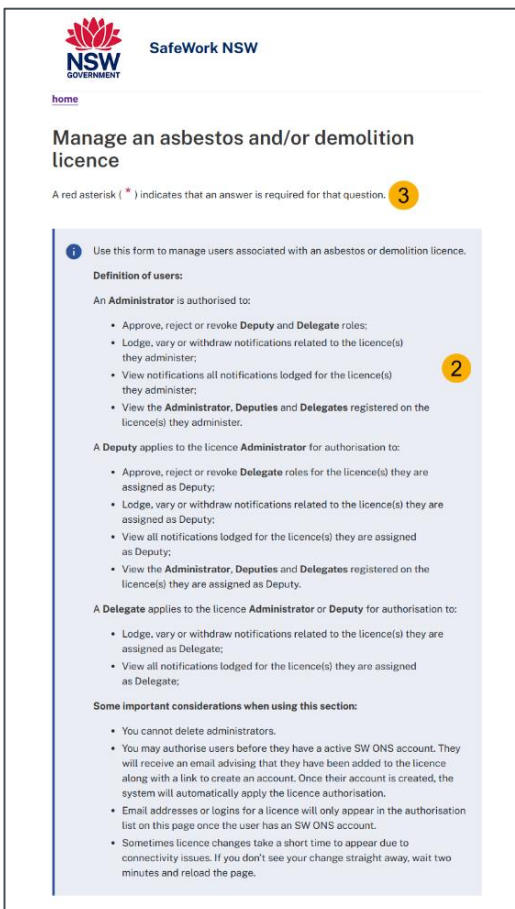 SafeWork NSW
NSW
GOVERNMENT
home
Manage an asbestos and/or demolition
licence
A red asterisk ( * ) indicates that an answer is required for that question. 3
i Use this form to manage users associated with an asbestos or demolition licence.
Definition of users:
An Administrator is authorised to:
• Approve, reject or revoke Deputy and Delegate roles;
• Lodge, vary or withdraw notifications related to the licence(s)
they administer;
2
• View notifications all notifications lodged for the licence(s)
they administer;
• View the Administrator, Deputies and Delegates registered on the
licence(s) they administer.
A Deputy applies to the licence Administrator for authorisation to:
• Approve, reject or revoke Delegate roles for the licence(s) they are
assigned as Deputy;
• Lodge, vary or withdraw notifications related to the licence(s) they are
assigned as Deputy;
• View all notifications lodged for the licence(s) they are assigned
as Deputy;
• View the Administrator, Deputies and Delegates registered on the
licence(s) they are assigned as Deputy.
A Delegate applies to the licence Administrator or Deputy for authorisation to:
• Lodge, vary or withdraw notifications related to the licence(s) they are
assigned as Delegate;
• View all notifications lodged for the licence(s) they are assigned
as Delegate;
Some important considerations when using this section:
• You cannot delete administrators.
• You may authorise users before they have a active SW ONS account. They
will receive an email advising that they have been added to the licence
along with a link to create an account. Once their account is created, the
system will automatically apply the licence authorisation.
• Email addresses or logins for a licence will only appear in the authorisation
list on this page once the user has an SW ONS account.
• Sometimes licence changes take a short time to appear due to
connectivity issues. If you don't see your change straight away, wait two
minutes and reload the page.